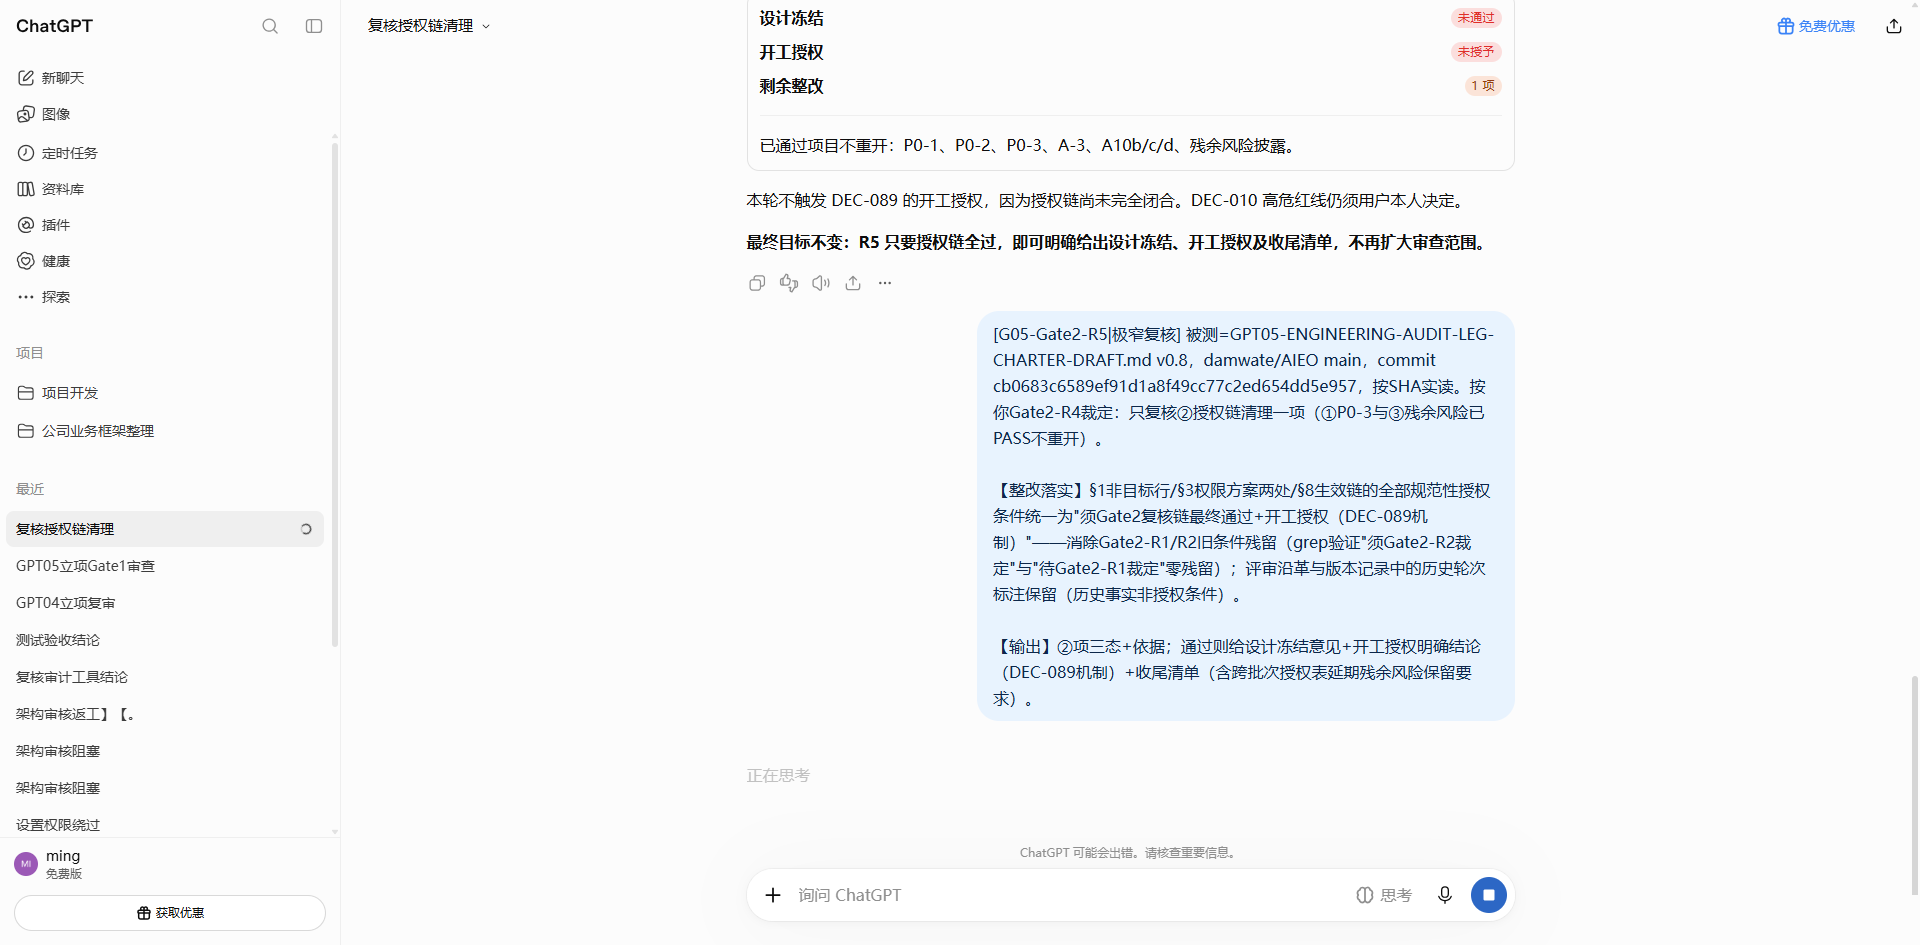 ChatGPT
新聊天
图像
定时任务
资料库
插件
健康
探索
项目
项目开发
公司业务框架整理
最近
复核授权链清理
GPT05立项Gate1审查
GPT04立项复审
测试验收结论
复核审计工具结论
架构审核返工】【。
架构审核阻塞
架构审核阻塞
设置权限绕过
MI
ming
免费版
获取优惠
复核授权链清理
免费优惠
设计冻结
未通过
开工授权
未授予
剩余整改
1 项
已通过项目不重开：P0-1、P0-2、P0-3、A-3、A10b/c/d、残余风险披露。
本轮不触发 DEC-089 的开工授权，因为授权链尚未完全闭合。DEC-010 高危红线仍须用户本人决定。
最终目标不变：R5 只要授权链全过，即可明确给出设计冻结、开工授权及收尾清单，不再扩大审查范围。
[G05-Gate2-R5|极窄复核] 被测=GPT05-ENGINEERING-AUDIT-LEG-
CHARTER-DRAFT.md v0.8，damwate/AIEO main，commit
cb0683c6589ef91d1a8f49cc77c2ed654dd5e957，按SHA实读。按
你Gate2-R4裁定：只复核②授权链清理一项（①P0-3与③残余风险已
PASS不重开）。
【整改落实】§1非目标行/§3权限方案两处/§8生效链的全部规范性授权
条件统一为"须Gate2复核链最终通过+开工授权（DEC-089机
制）"——消除Gate2-R1/R2旧条件残留（grep验证"须Gate2-R2裁
定"与"待Gate2-R1裁定"零残留）；评审沿革与版本记录中的历史轮次
标注保留（历史事实非授权条件）。
【输出】②项三态+依据；通过则给设计冻结意见+开工授权明确结论
（DEC-089机制）+收尾清单（含跨批次授权表延期残余风险保留要
求）。
正在思考
ChatGPT 可能会出错。请核查重要信息。
询问 ChatGPT
思考